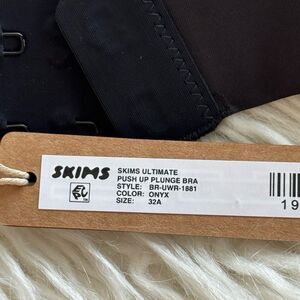 SKIMS
SKIMS ULTIMATE
PUSH UP PLUNGE BRA
STYLE: BR-UWR-1881
COLOR: ONYX
SIZE: 32A
19